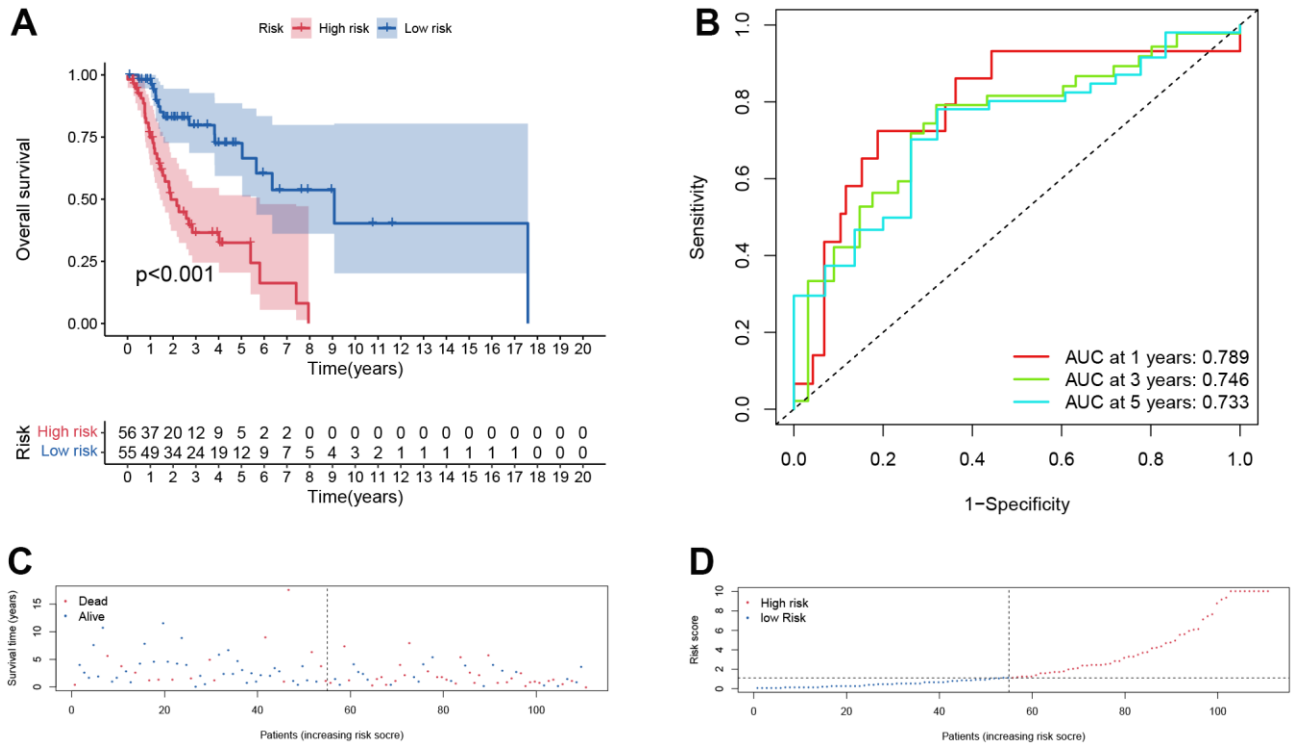 A
Risk High risk Low risk
Overall survival
1.00
0.75
0.50
0.25
0.00
p<0.001
0 1 2 3 4 5 6 7 8 9 10 11 12 13 14 15 16 17 18 19 20
Time(years)
Risk
High risk 56 37 20 12 9 5 2 2 0 0 0 0 0 0 0 0 0 0 0 0 0
Low risk 55 49 34 24 19 12 9 7 5 4 3 2 1 1 1 1 1 1 0 0 0
0 1 2 3 4 5 6 7 8 9 10 11 12 13 14 15 16 17 18 19 20
Time(years)
B
Sensitivity
1.0
0.8
0.6
0.4
0.2
0.0
AUC at 1 years: 0.789
AUC at 3 years: 0.746
AUC at 5 years: 0.733
0.0 0.2 0.4 0.6 0.8 1.0
1−Specificity
C
Survival time (years)
15
10
5
0
Dead
Alive
0 20 40 60 80 100
Patients (increasing risk socre)
D
Risk score
10
8
6
4
2
0
High risk
low Risk
0 20 40 60 80 100
Patients (increasing risk socre)